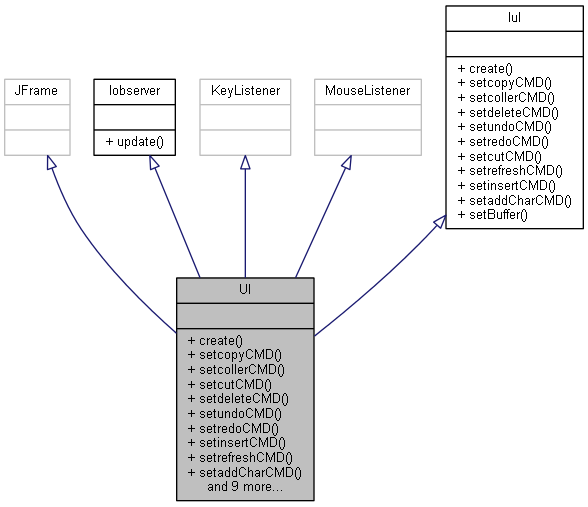 IuI
+ create()
+ setcopyCMD()
+ setcollerCMD()
+ setdeleteCMD()
+ setundoCMD()
+ setredoCMD()
+ setcutCMD()
+ setrefreshCMD()
+ setinsertCMD()
+ setaddCharCMD()
+ setBuffer()
JFrame
Iobserver
+ update()
KeyListener
MouseListener
UI
+ create()
+ setcopyCMD()
+ setcollerCMD()
+ setcutCMD()
+ setdeleteCMD()
+ setundoCMD()
+ setredoCMD()
+ setinsertCMD()
+ setrefreshCMD()
+ setaddCharCMD()
and 9 more...